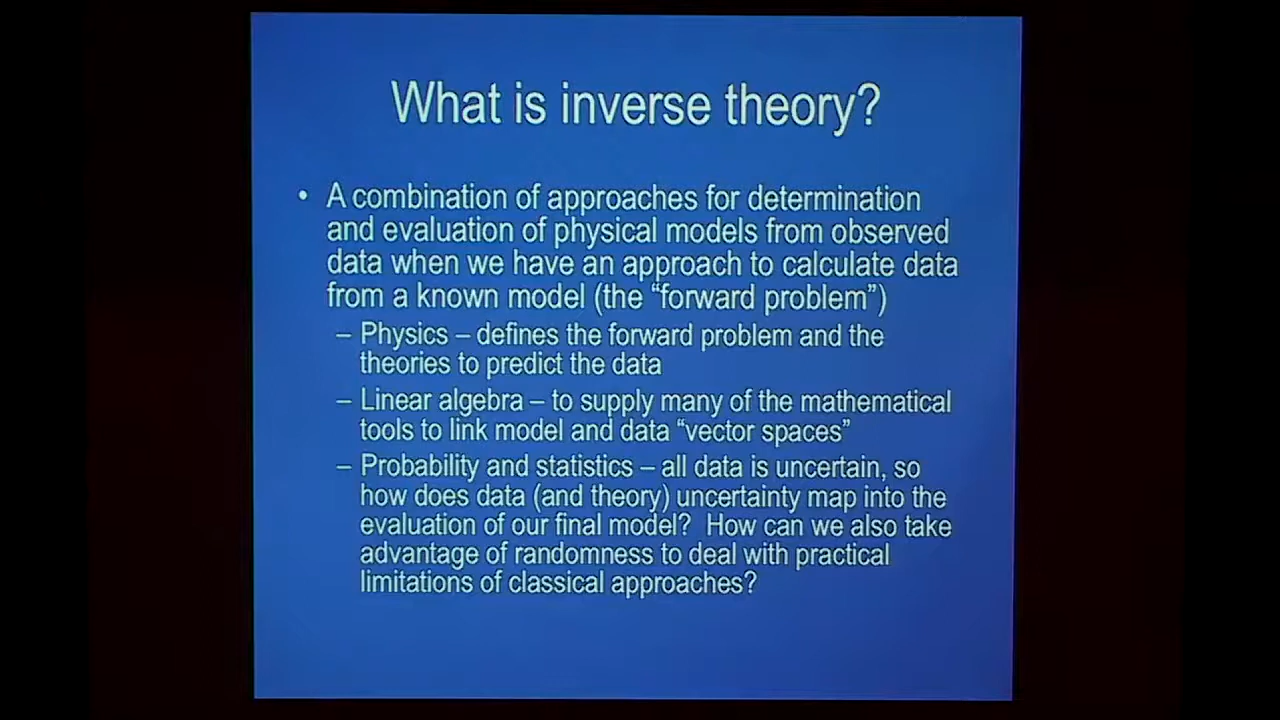 What is inverse theory?
• A combination of approaches for determination
and evaluation of physical models from observed
data when we have an approach to calculate data
from a known model (the “forward problem”)
– Physics – defines the forward problem and the
theories to predict the data
– Linear algebra – to supply many of the mathematical
tools to link model and data “vector spaces”
– Probability and statistics – all data is uncertain, so
how does data (and theory) uncertainty map into the
evaluation of our final model? How can we also take
advantage of randomness to deal with practical
limitations of classical approaches?